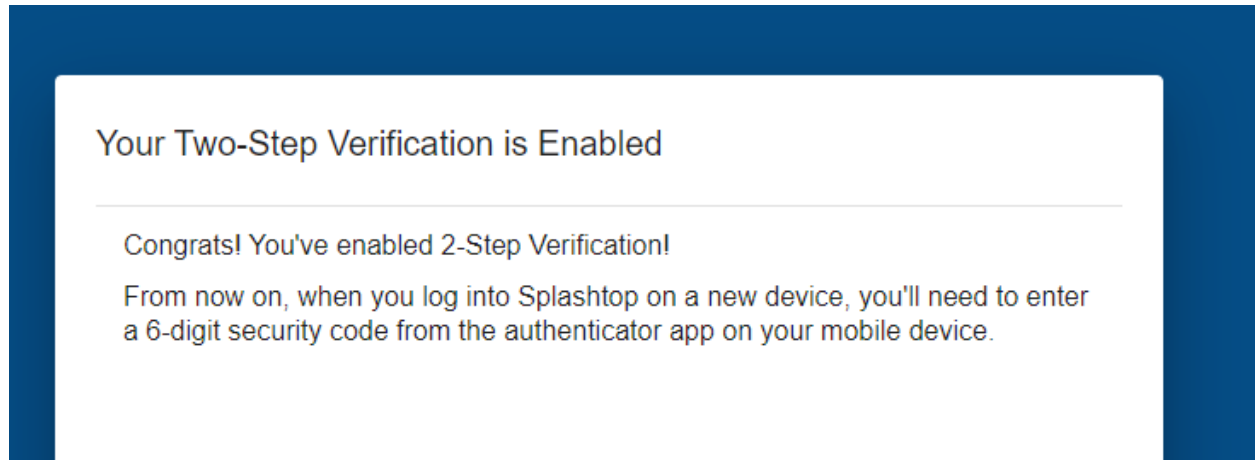 Your Two-Step Verification is Enabled
Congrats! You've enabled 2-Step Verification!
From now on, when you log into Splashtop on a new device, you'll need to enter
a 6-digit security code from the authenticator app on your mobile device.